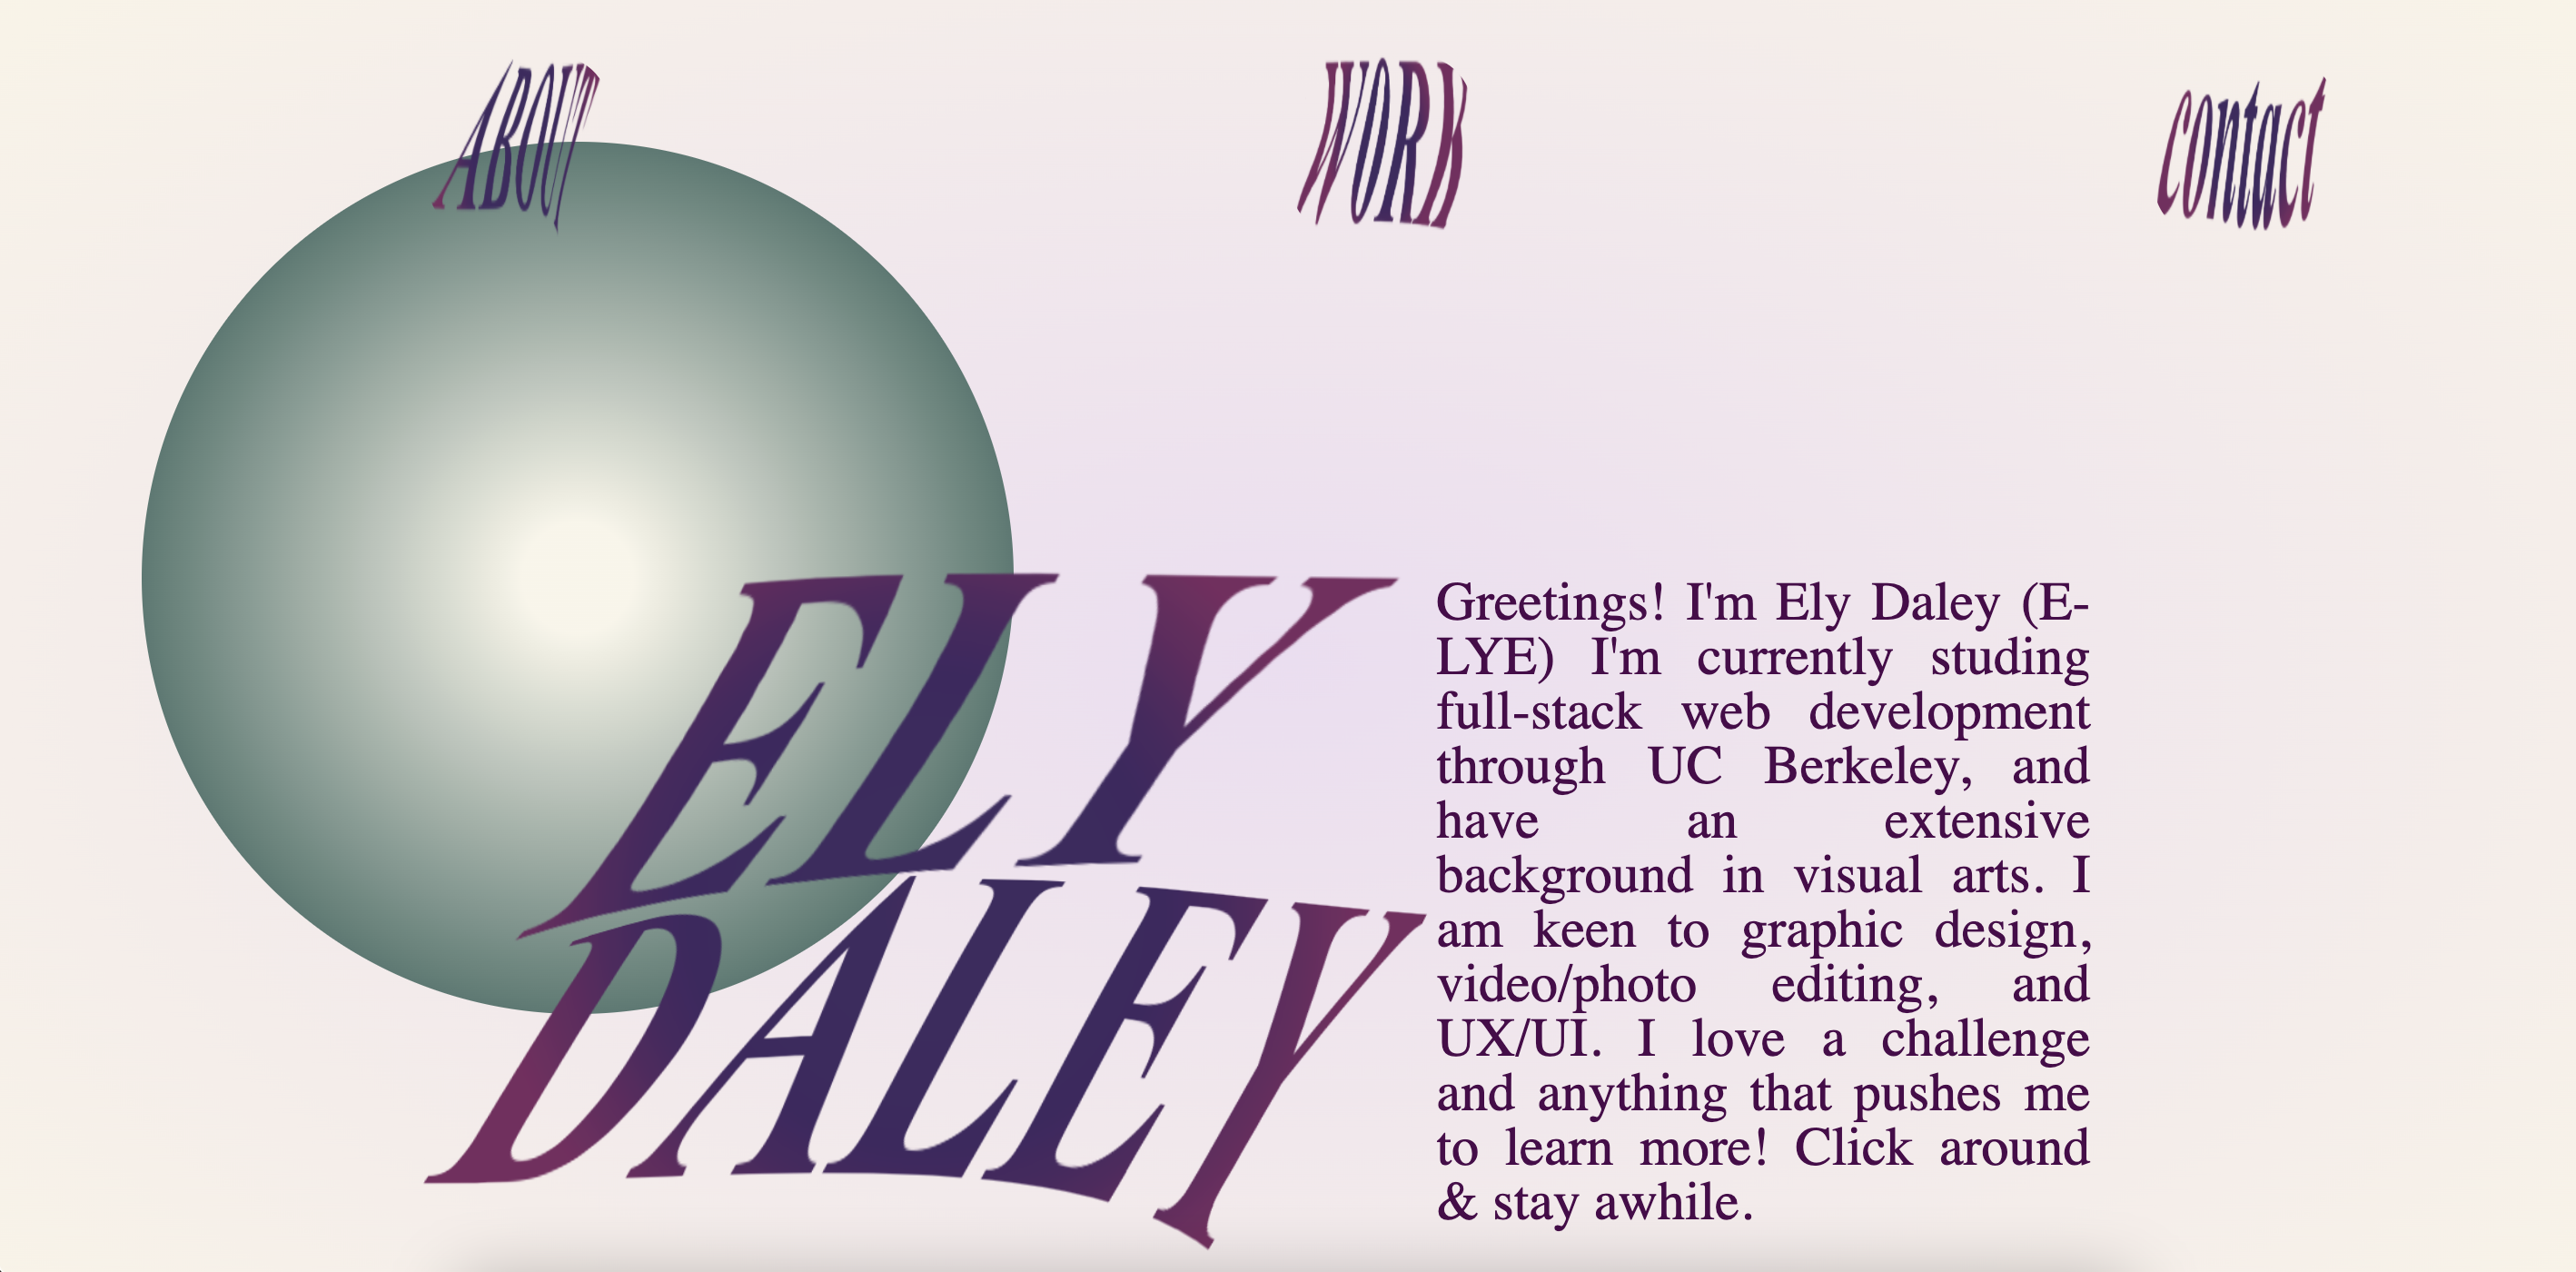 ABOUT WORK contact
ELY
DALEY
Greetings! I'm Ely Daley (E-
LYE) I'm currently studing
full-stack web development
through UC Berkeley, and
have an extensive
background in visual arts. I
am keen to graphic design,
video/photo editing, and
UX/UI. I love a challenge
and anything that pushes me
to learn more! Click around
& stay awhile.